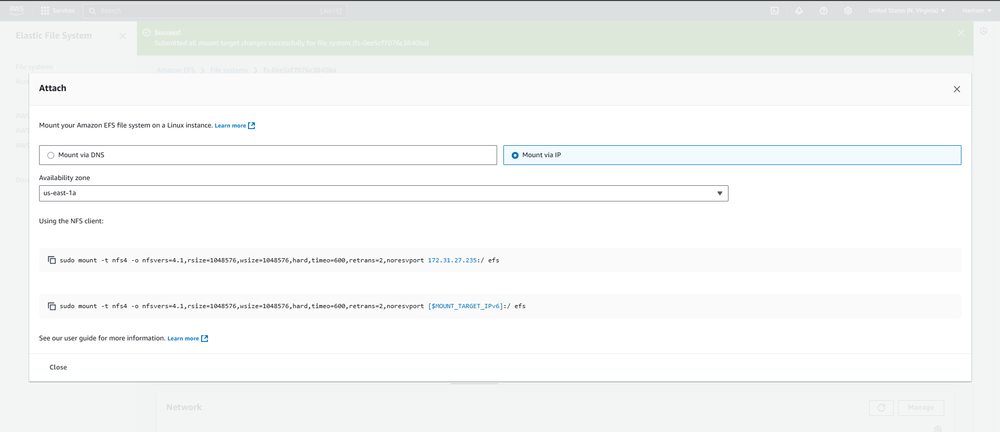 aws Services Search [Alt+S] United States (N. Virginia) Hariram
Elastic File System
Success!
Submitted all mount target changes successfully for file system (fs-0ee5cf7076c3840ba)
File systems
Amazon EFS File systems fs-0ee5cf7076c3840ba
Acce
AWS
AWS
AWS
Docu
Attach
Mount your Amazon EFS file system on a Linux instance. Learn more
Mount via DNS
Mount via IP
Availability zone
us-east-1a
Using the NFS client:
sudo mount -t nfs4 -o nfsvers=4.1,rsize=1048576,wsize=1048576,hard,timeo=600,retrans=2,noresvport 172.31.27.235:/ efs
sudo mount -t nfs4 -o nfsvers=4.1,rsize=1048576,wsize=1048576,hard,timeo=600,retrans=2,noresvport [$MOUNT_TARGET_IPv6]:/ efs
See our user guide for more information. Learn more
Close
Network
Manage